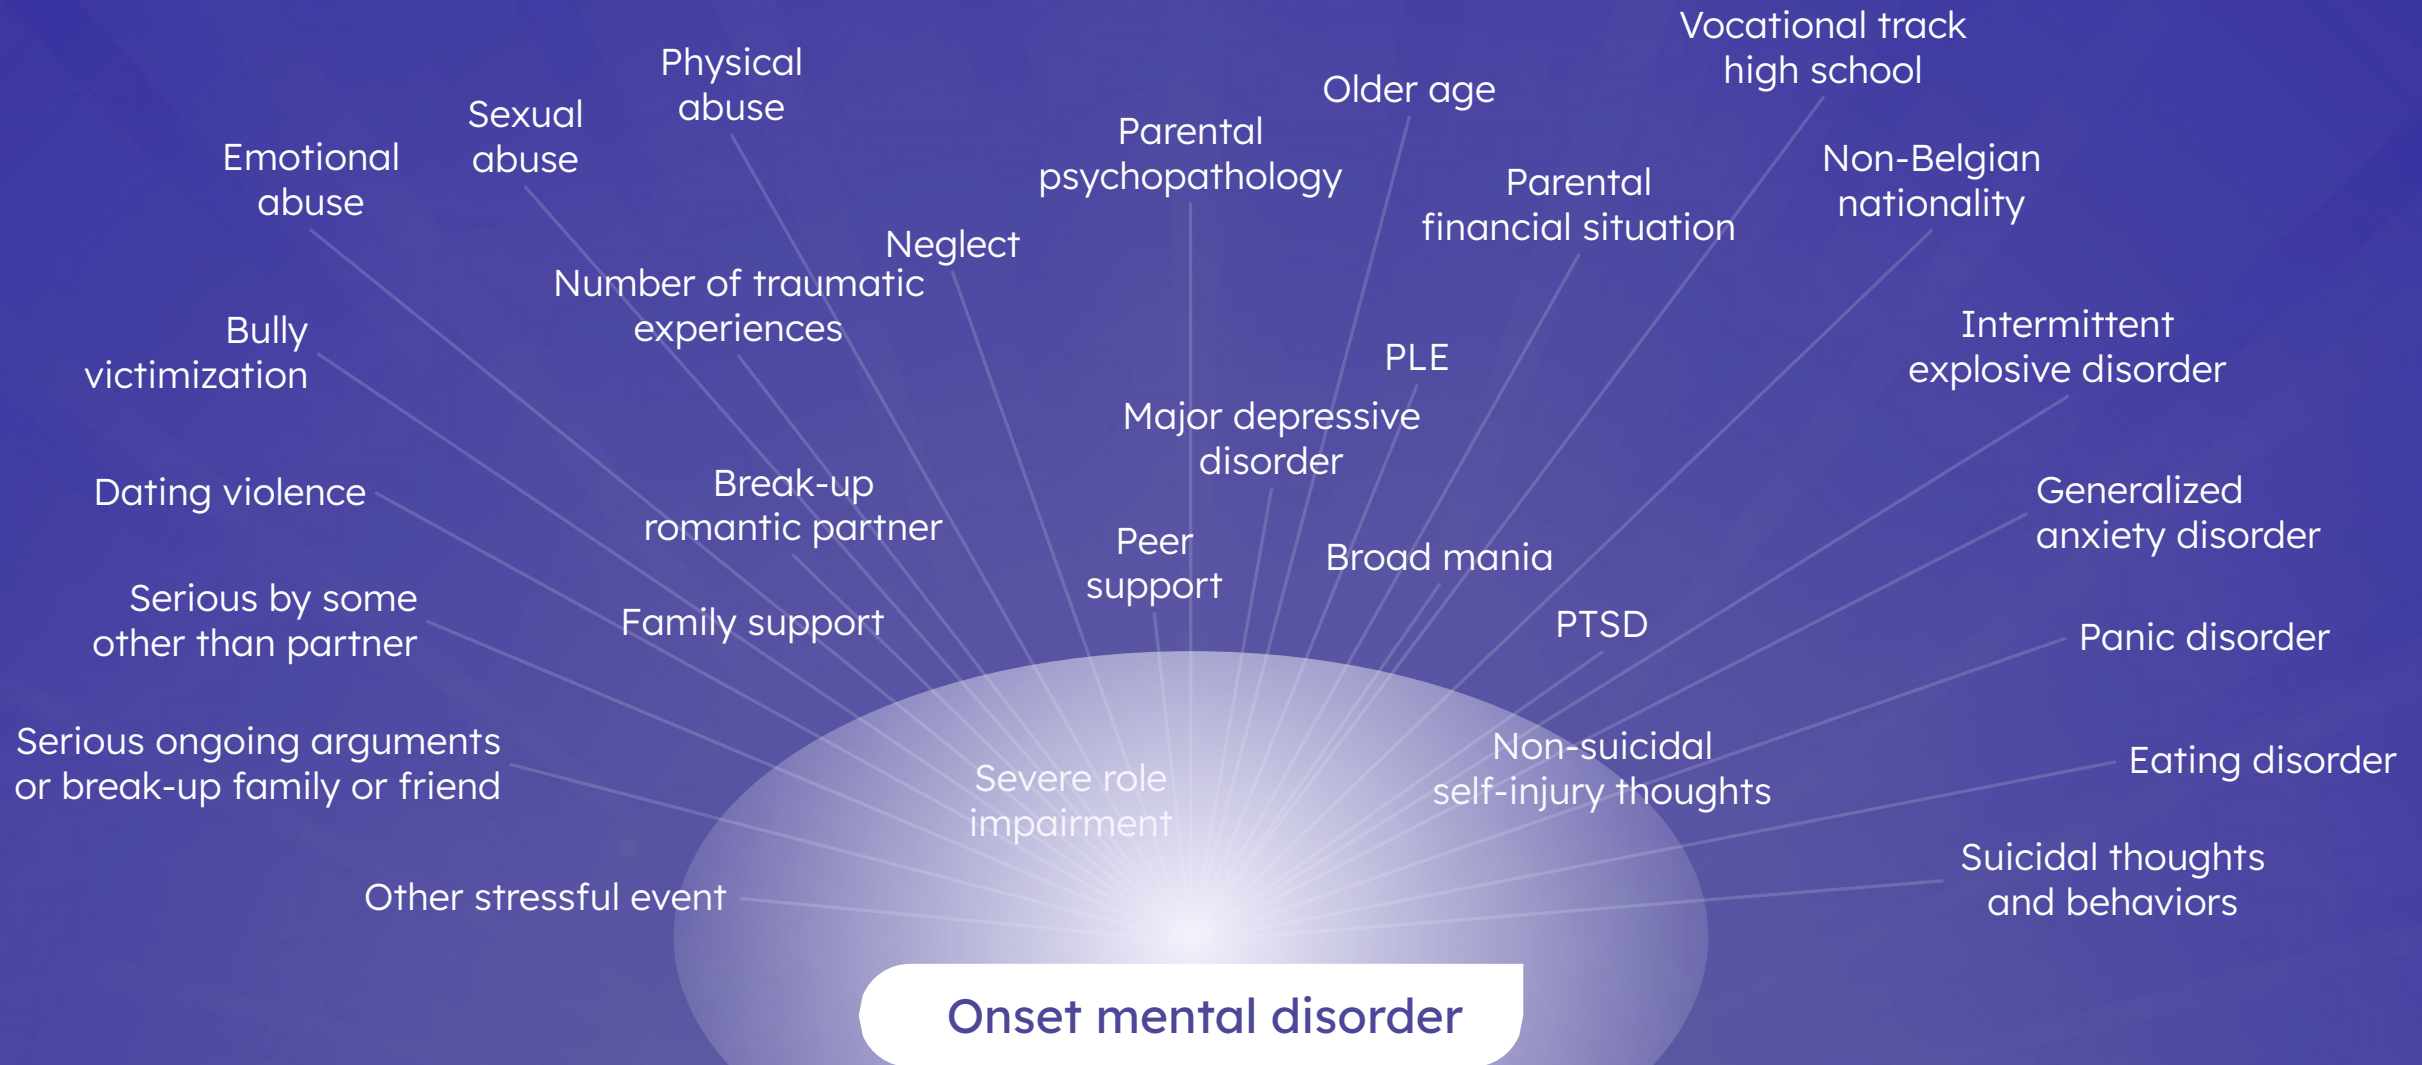 Vocational track
high school
Physical
abuse
Older age
Sexual
abuse
Parental
psychopathology
Emotional
abuse
Parental
financial situation
Non-Belgian
nationality
Neglect
Number of traumatic
experiences
Bully
victimization
Intermittent
explosive disorder
PLE
Major depressive
disorder
Dating violence
Break-up
romantic partner
Generalized
anxiety disorder
Peer
support
Broad mania
Serious by some
other than partner
Family support
PTSD
Panic disorder
Serious ongoing arguments
or break-up family or friend
Severe role
impairment
Non-suicidal
self-injury thoughts
Eating disorder
Other stressful event
Suicidal thoughts
and behaviors
Onset mental disorder